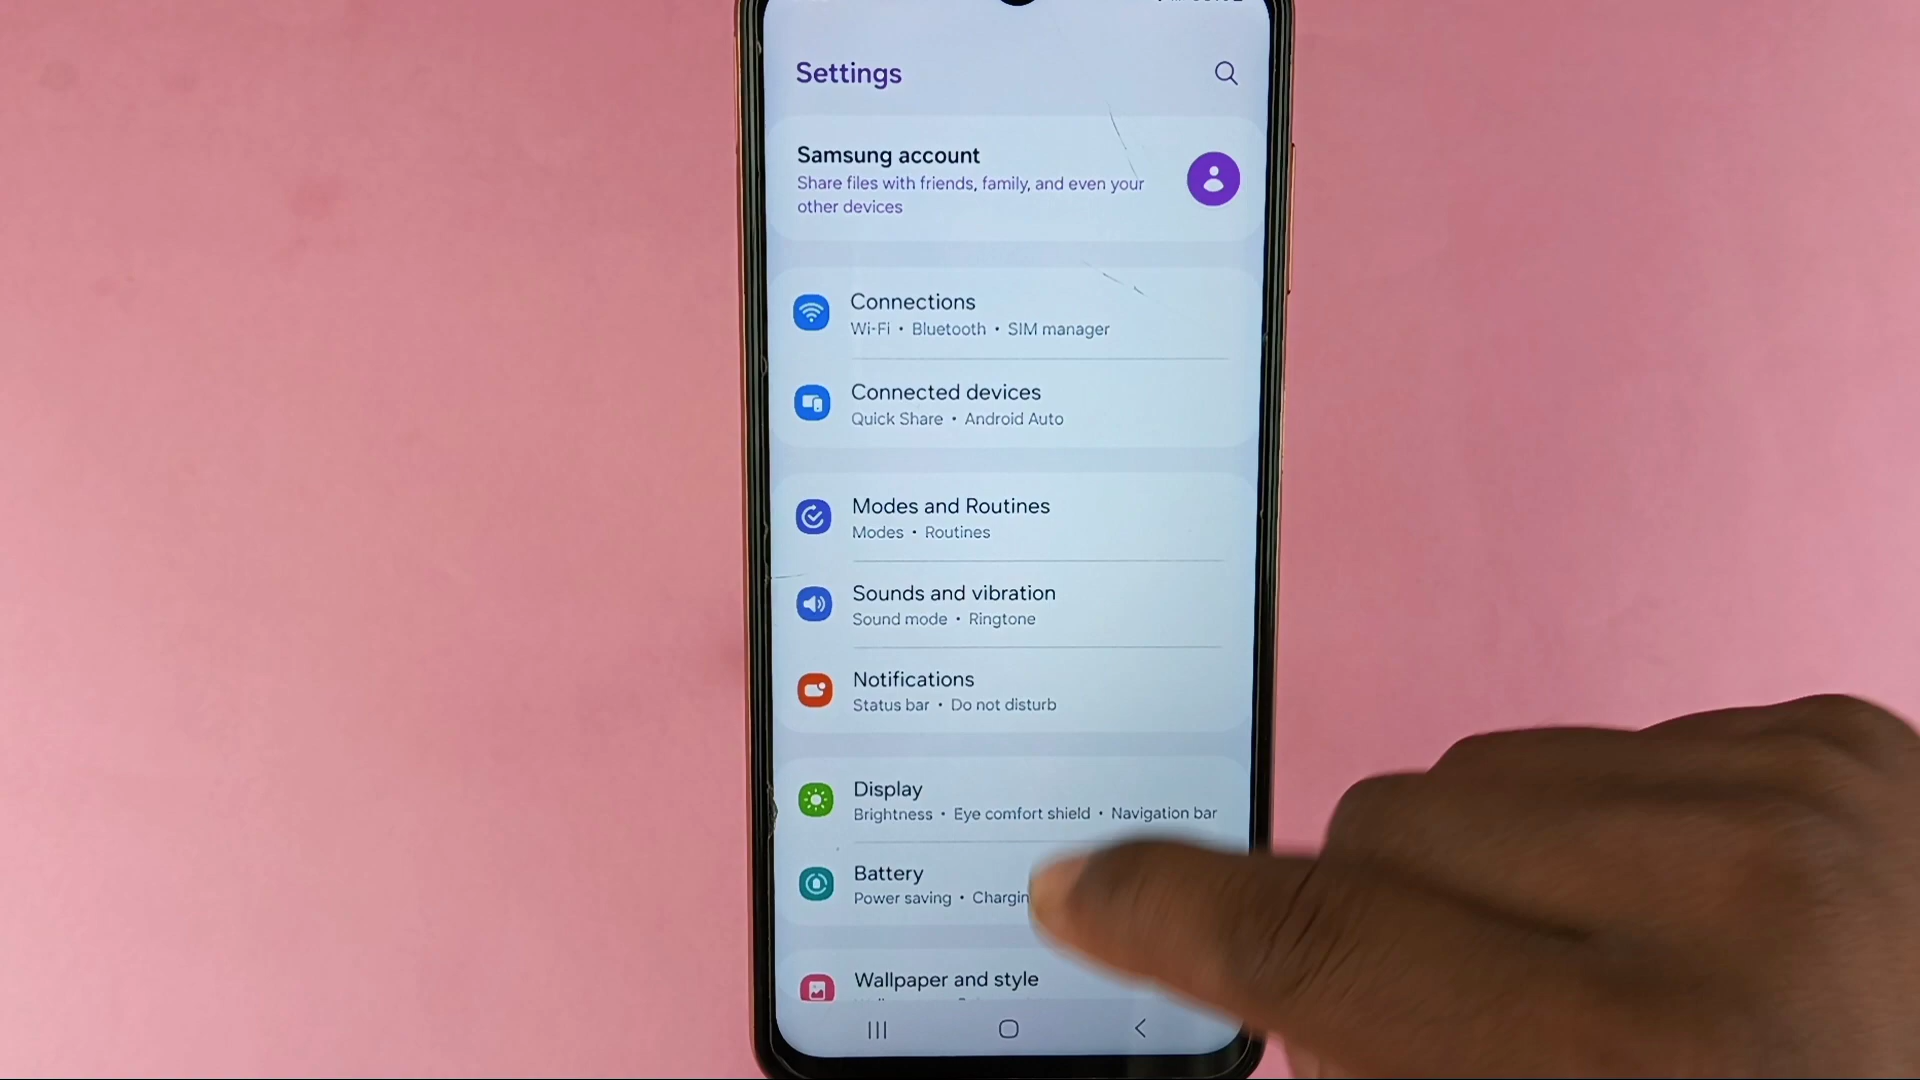 Settings
Samsung account
Share files with friends, family, and even your
other devices
Connections
Wi-Fi • Bluetooth • SIM manager
Connected devices
Quick Share • Android Auto
Modes and Routines
Modes • Routines
Sounds and vibration
Sound mode • Ringtone
Notifications
Status bar • Do not disturb
Display
Brightness • Eye comfort shield • Navigation bar
Battery
Power saving • Chargin
Wallpaper and style